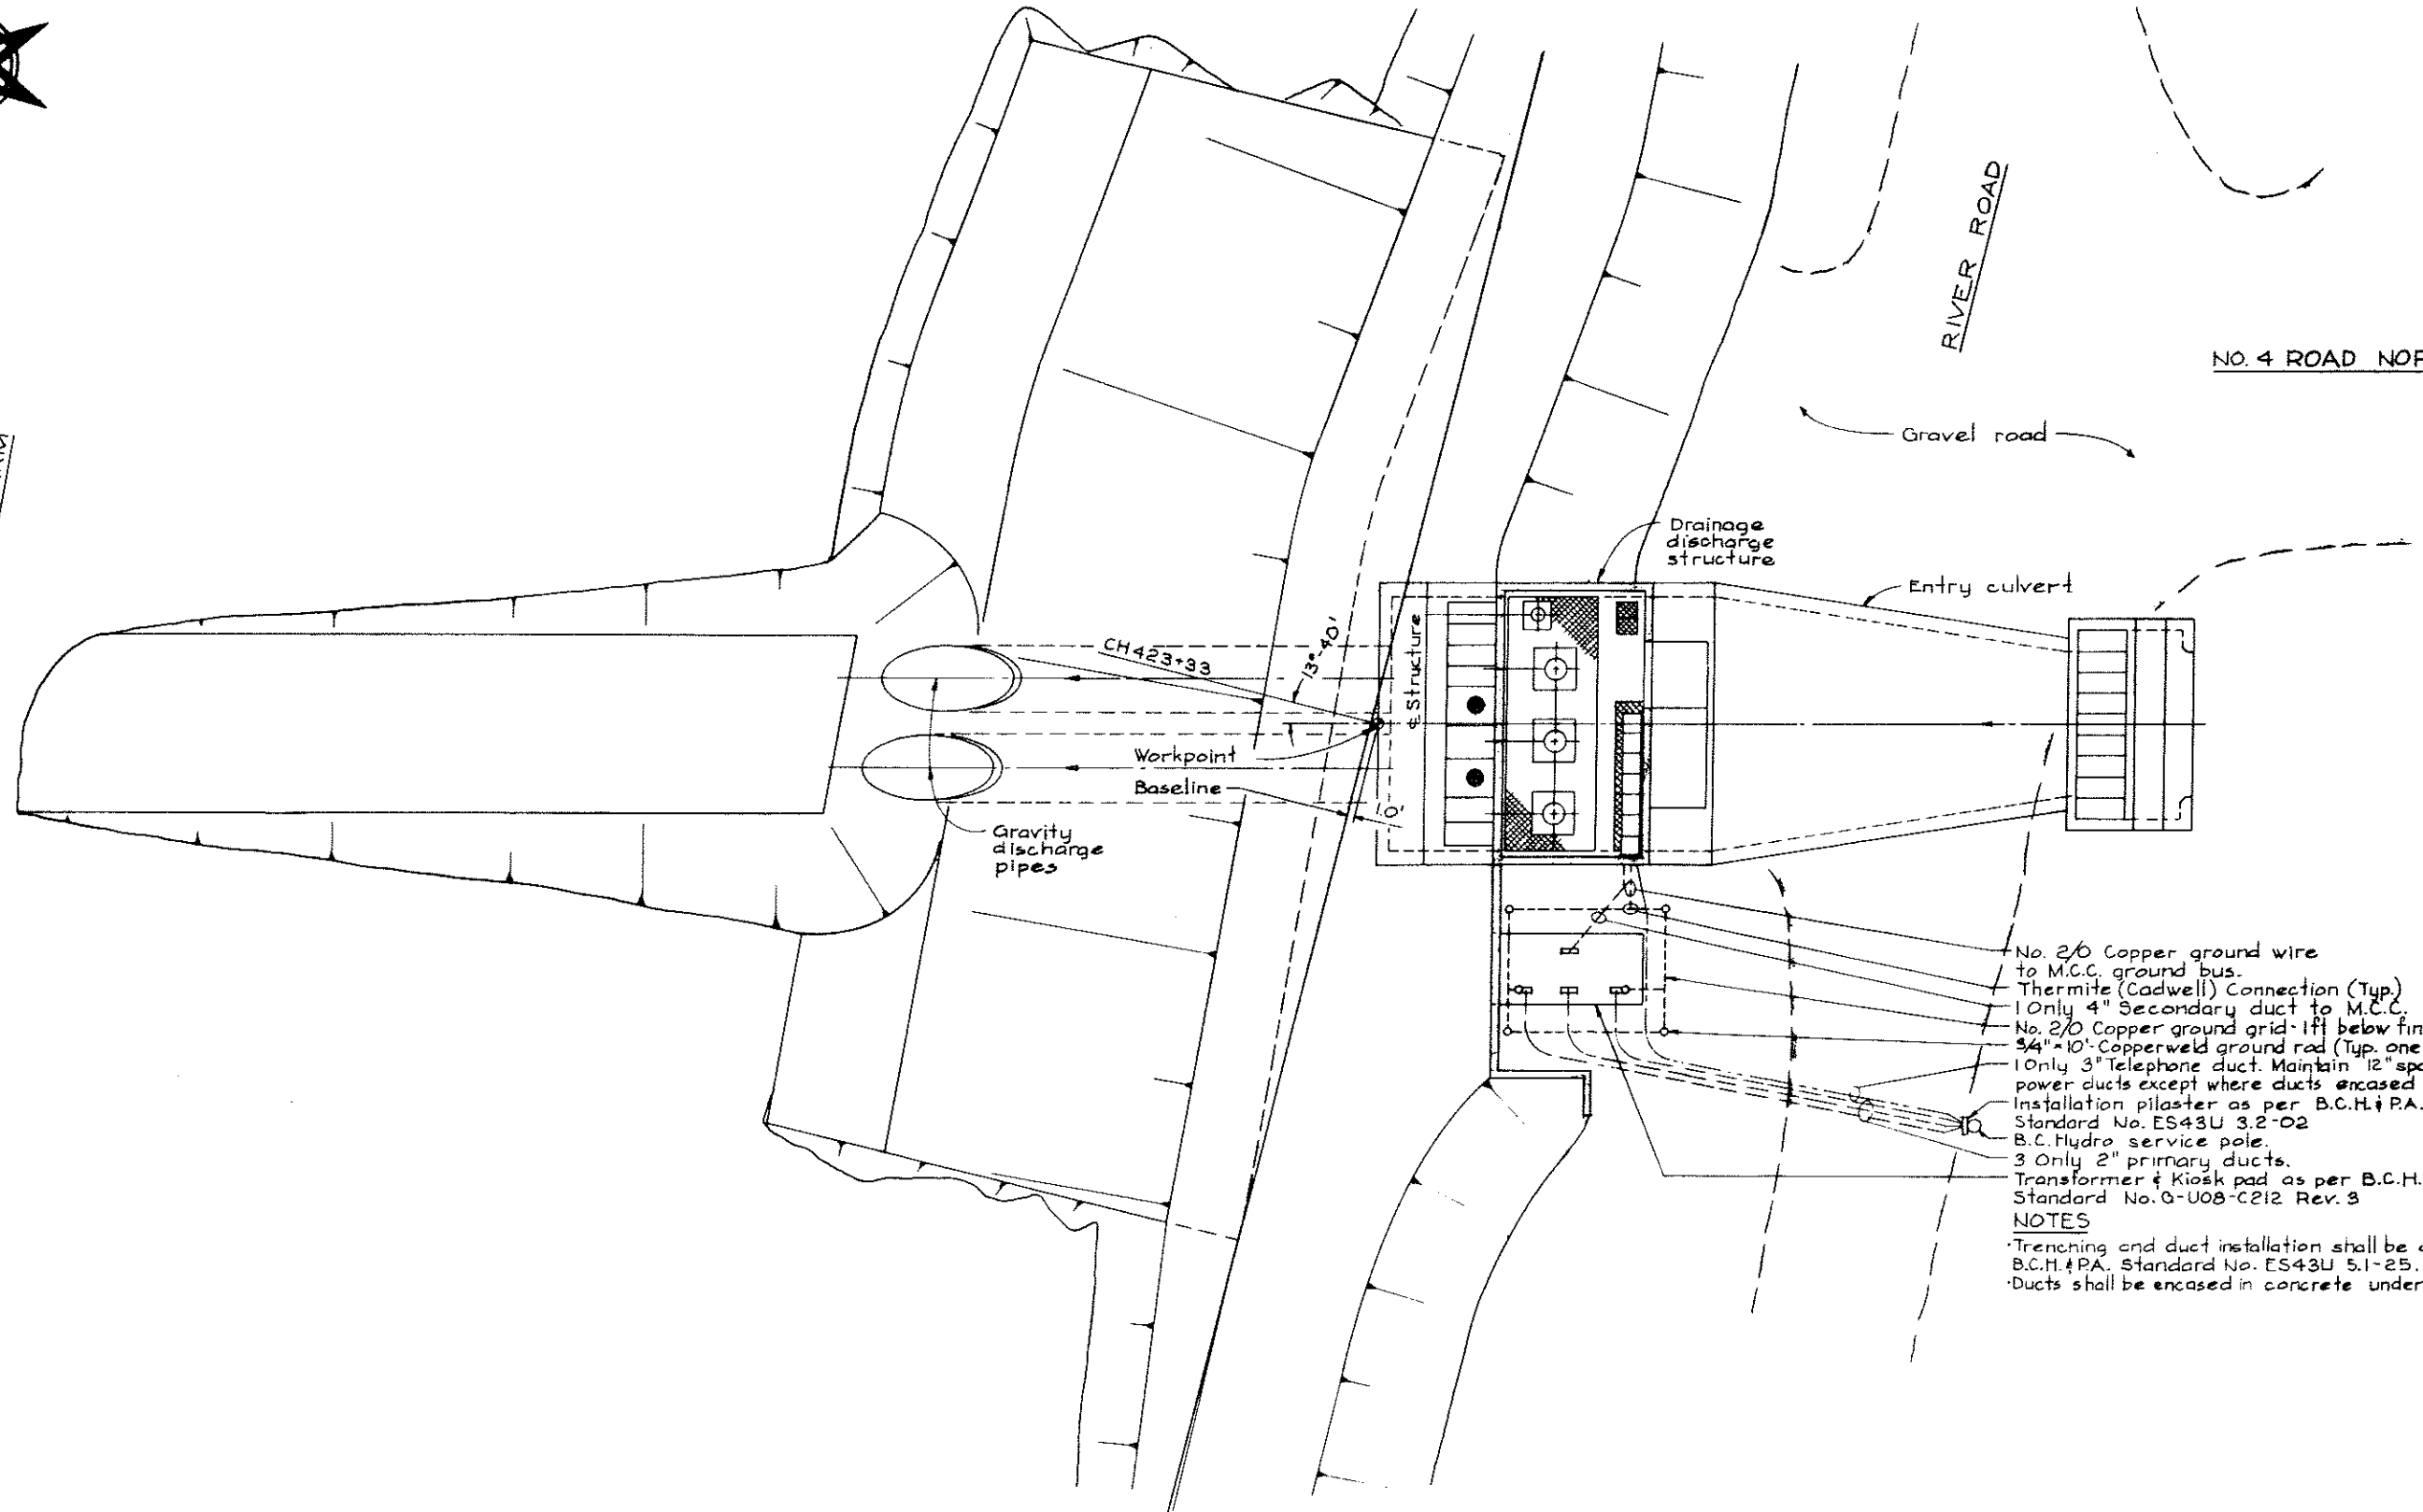 RIVER ROAD
NO. 4 ROAD
Gravel road
Drainage
discharge
structure
Entry culvert
CH 423+33
13°-40'
℄ Structure
Workpoint
Baseline
Gravity
discharge
pipes
No. 2/0 Copper ground wire
to M.C.C. ground bus.
Thermite (Cadwell) Connection (Typ.)
1 Only 4" Secondary duct to M.C.C.
No. 2/0 Copper ground grid - 1ft below
3/4" × 10' - Copperweld ground rod (Typ. one
1 Only 3" Telephone duct. Maintain 12"
power ducts except where ducts encased
Installation pilaster as per B.C.H. & P.A.
Standard No. ES43U 3.2-02
B.C. Hydro service pole.
3 Only 2" primary ducts.
Transformer & Kiosk pad as per B.C.H.
Standard No. G-U08-C212 Rev. 3
NOTES
·Trenching and duct installation shall be
B.C.H. & P.A. Standard No. ES43U 5.1-25.
·Ducts shall be encased in concrete under